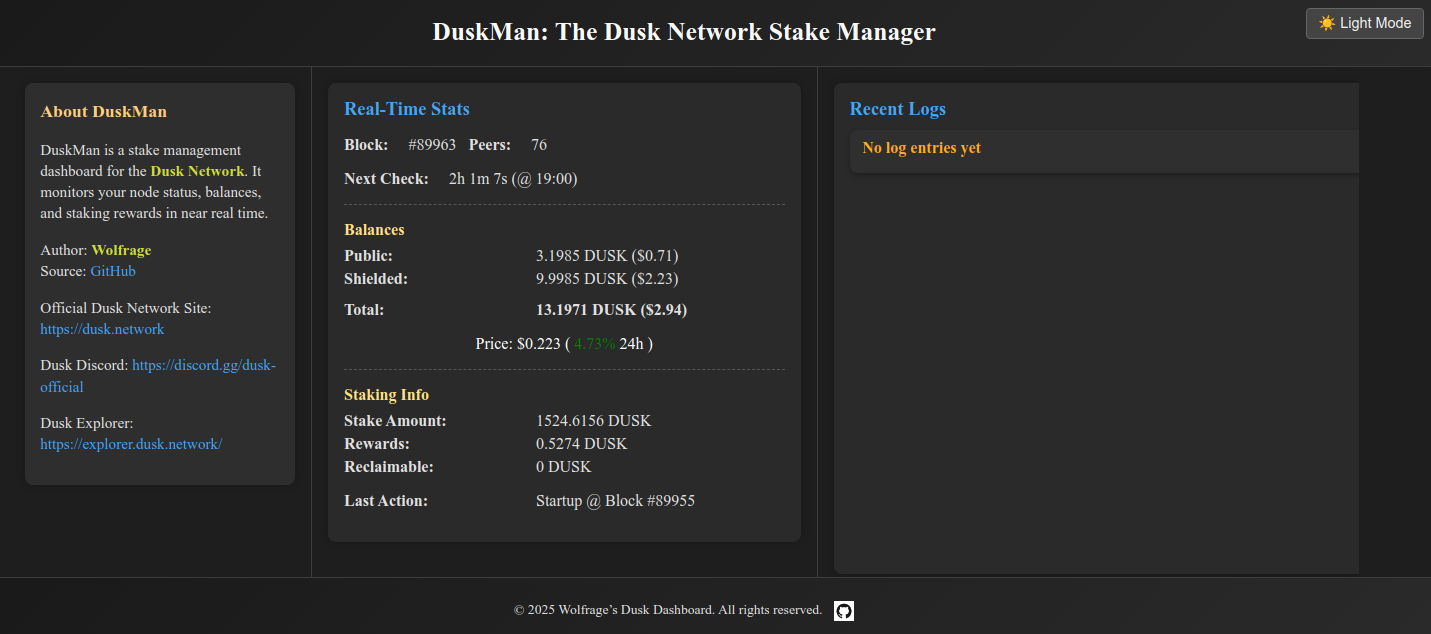 DuskMan: The Dusk Network Stake Manager
☀️ Light Mode
About DuskMan
DuskMan is a stake management
dashboard for the Dusk Network. It
monitors your node status, balances,
and staking rewards in near real time.
Author: Wolfrage
Source: GitHub
Official Dusk Network Site:
https://dusk.network
Dusk Discord: https://discord.gg/dusk-
official
Dusk Explorer:
https://explorer.dusk.network/
Real-Time Stats
Block: #89963 Peers: 76
Next Check: 2h 1m 7s (@ 19:00)
Balances
Public: 3.1985 DUSK ($0.71)
Shielded: 9.9985 DUSK ($2.23)
Total: 13.1971 DUSK ($2.94)
Price: $0.223 ( 4.73% 24h )
Staking Info
Stake Amount: 1524.6156 DUSK
Rewards: 0.5274 DUSK
Reclaimable: 0 DUSK
Last Action: Startup @ Block #89955
Recent Logs
No log entries yet
© 2025 Wolfrage’s Dusk Dashboard. All rights reserved.